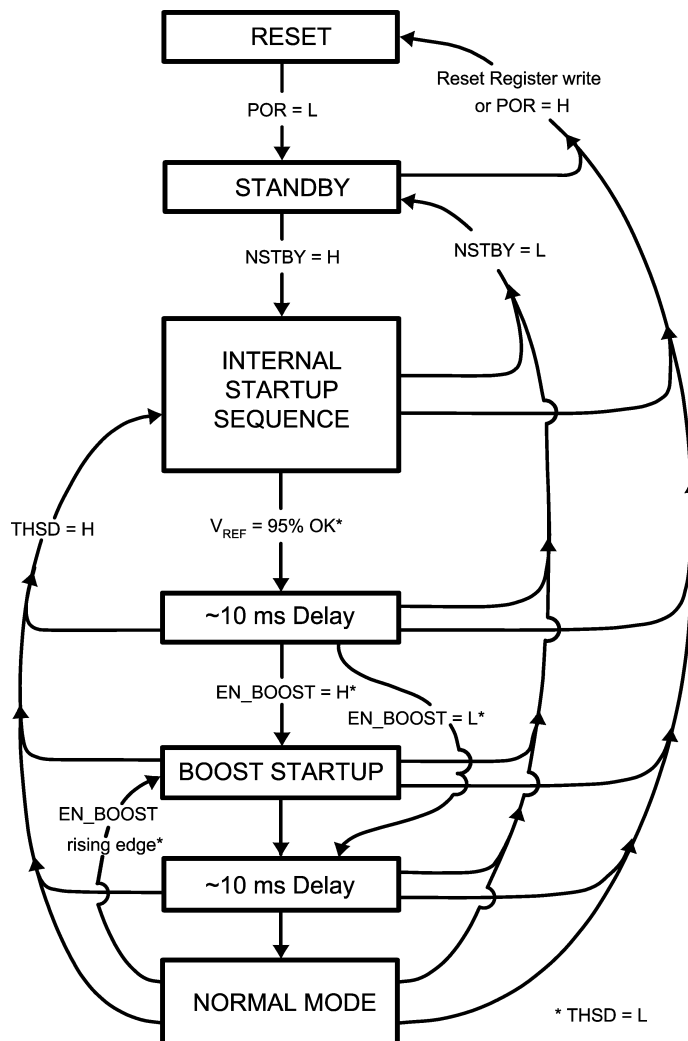 RESET
Reset Register write
or POR = H
POR = L
STANDBY
NSTBY = H
NSTBY = L
INTERNAL
STARTUP
SEQUENCE
THSD = H
VREF = 95% OK*
~10 ms Delay
EN_BOOST = H*
EN_BOOST = L*
BOOST STARTUP
EN_BOOST
rising edge*
~10 ms Delay
NORMAL MODE
* THSD = L